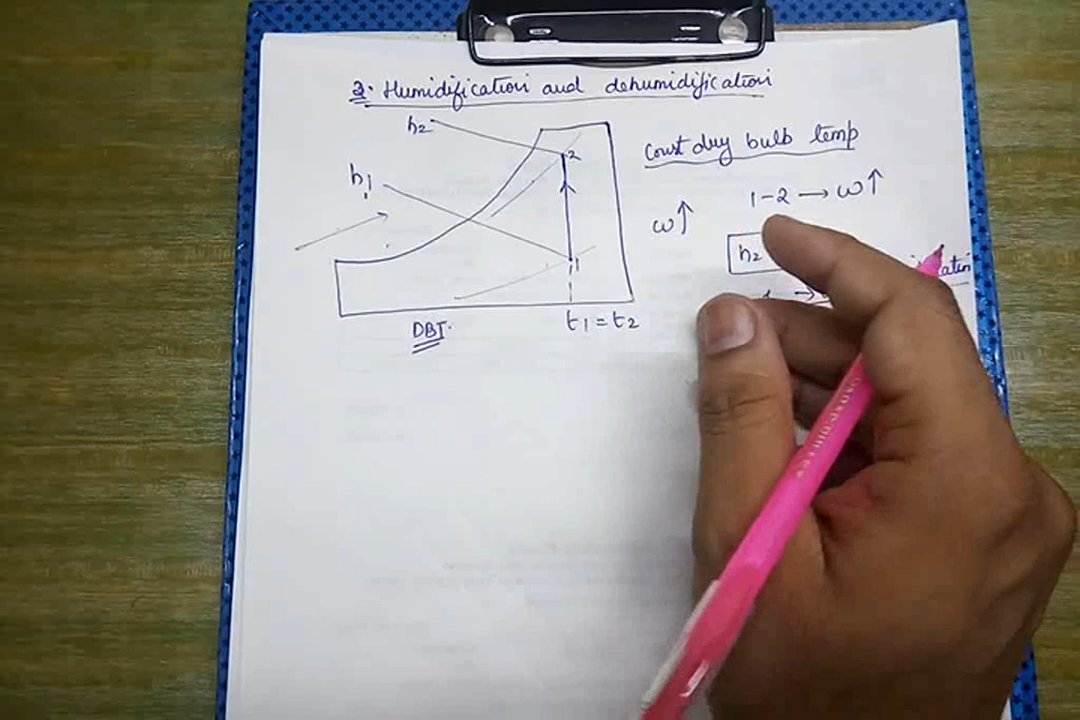 2. Humidification and dehumidification
h2
Const dry bulb temp
2
h1
1-2 → ω↑
ω↑
h2
1
DBT.
t1 = t2